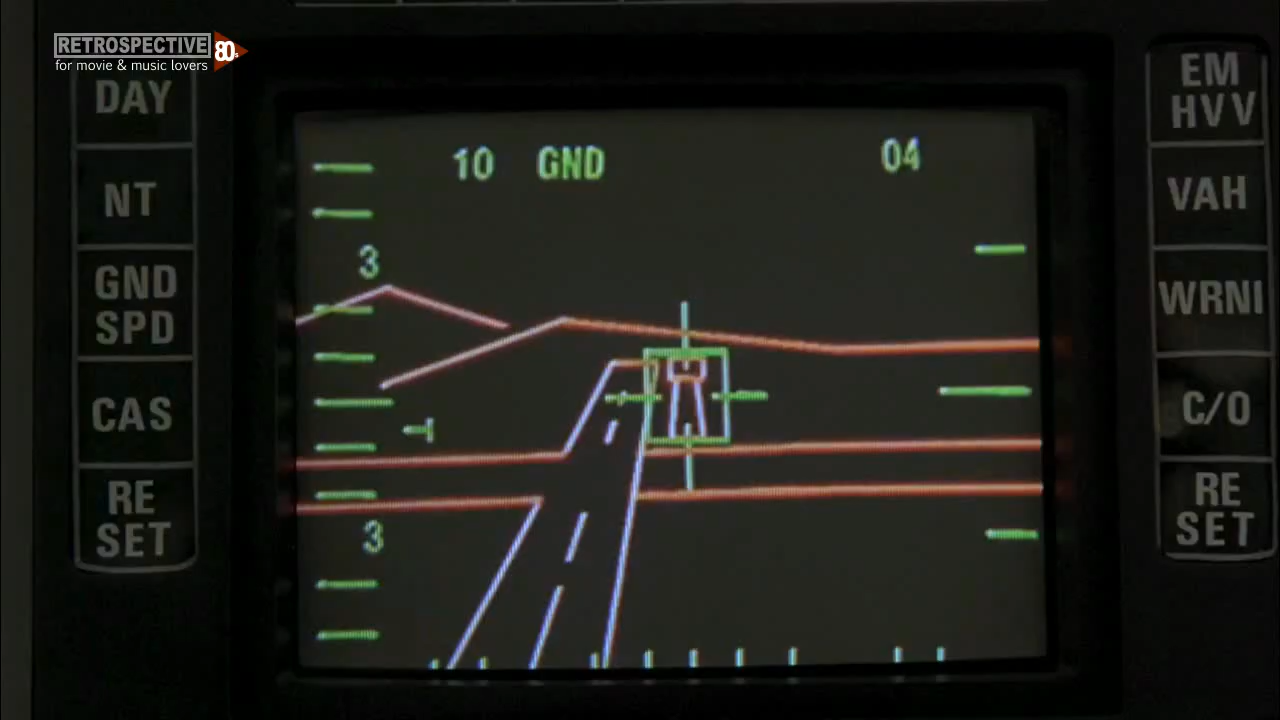 RETROSPECTIVE 80s
for movie & music lovers
DAY
NT
GND
SPD
CAS
RE
SET
10 GND 04
3
3
EM
HVV
VAH
WRNI
C/O
RE
SET